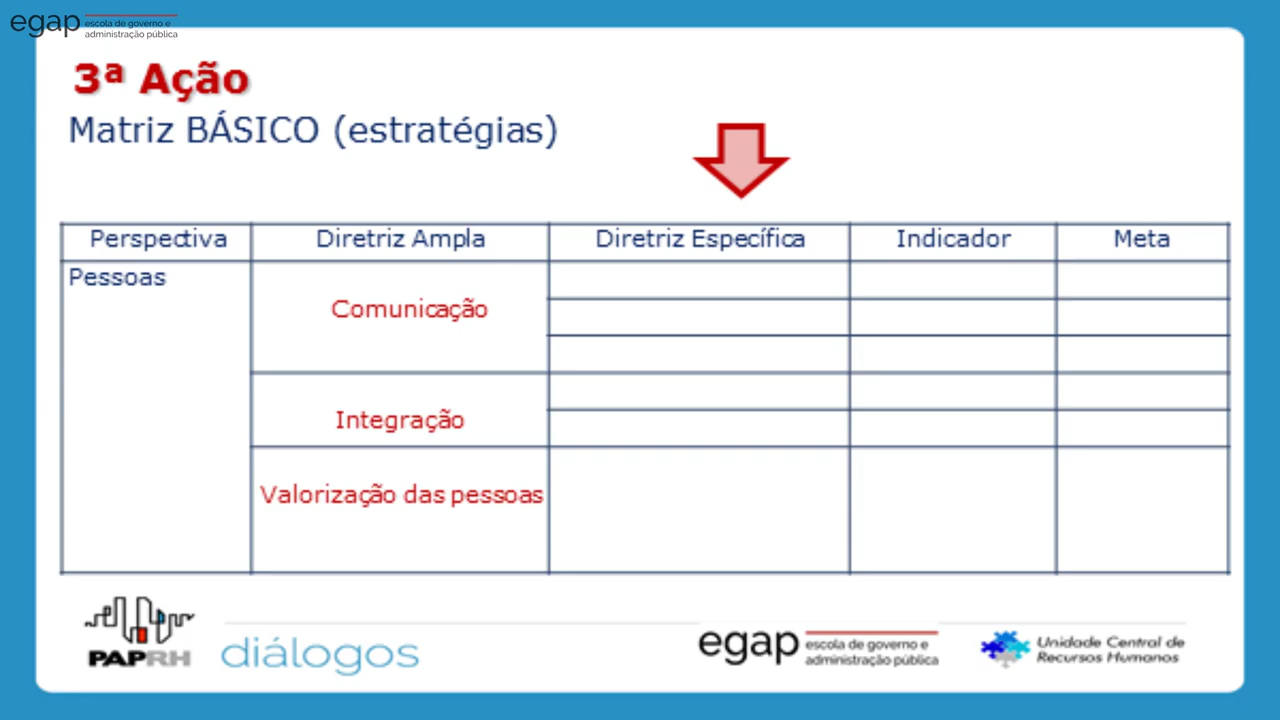 egap escola de governo e
administração pública
3ª Ação
Matriz BÁSICO (estratégias)
Perspectiva Diretriz Ampla Diretriz Específica Indicador Meta
Pessoas
Comunicação
Integração
Valorização das pessoas
PAPRH
diálogos
egap escola de governo e
administração pública
Unidade Central de
Recursos Humanos